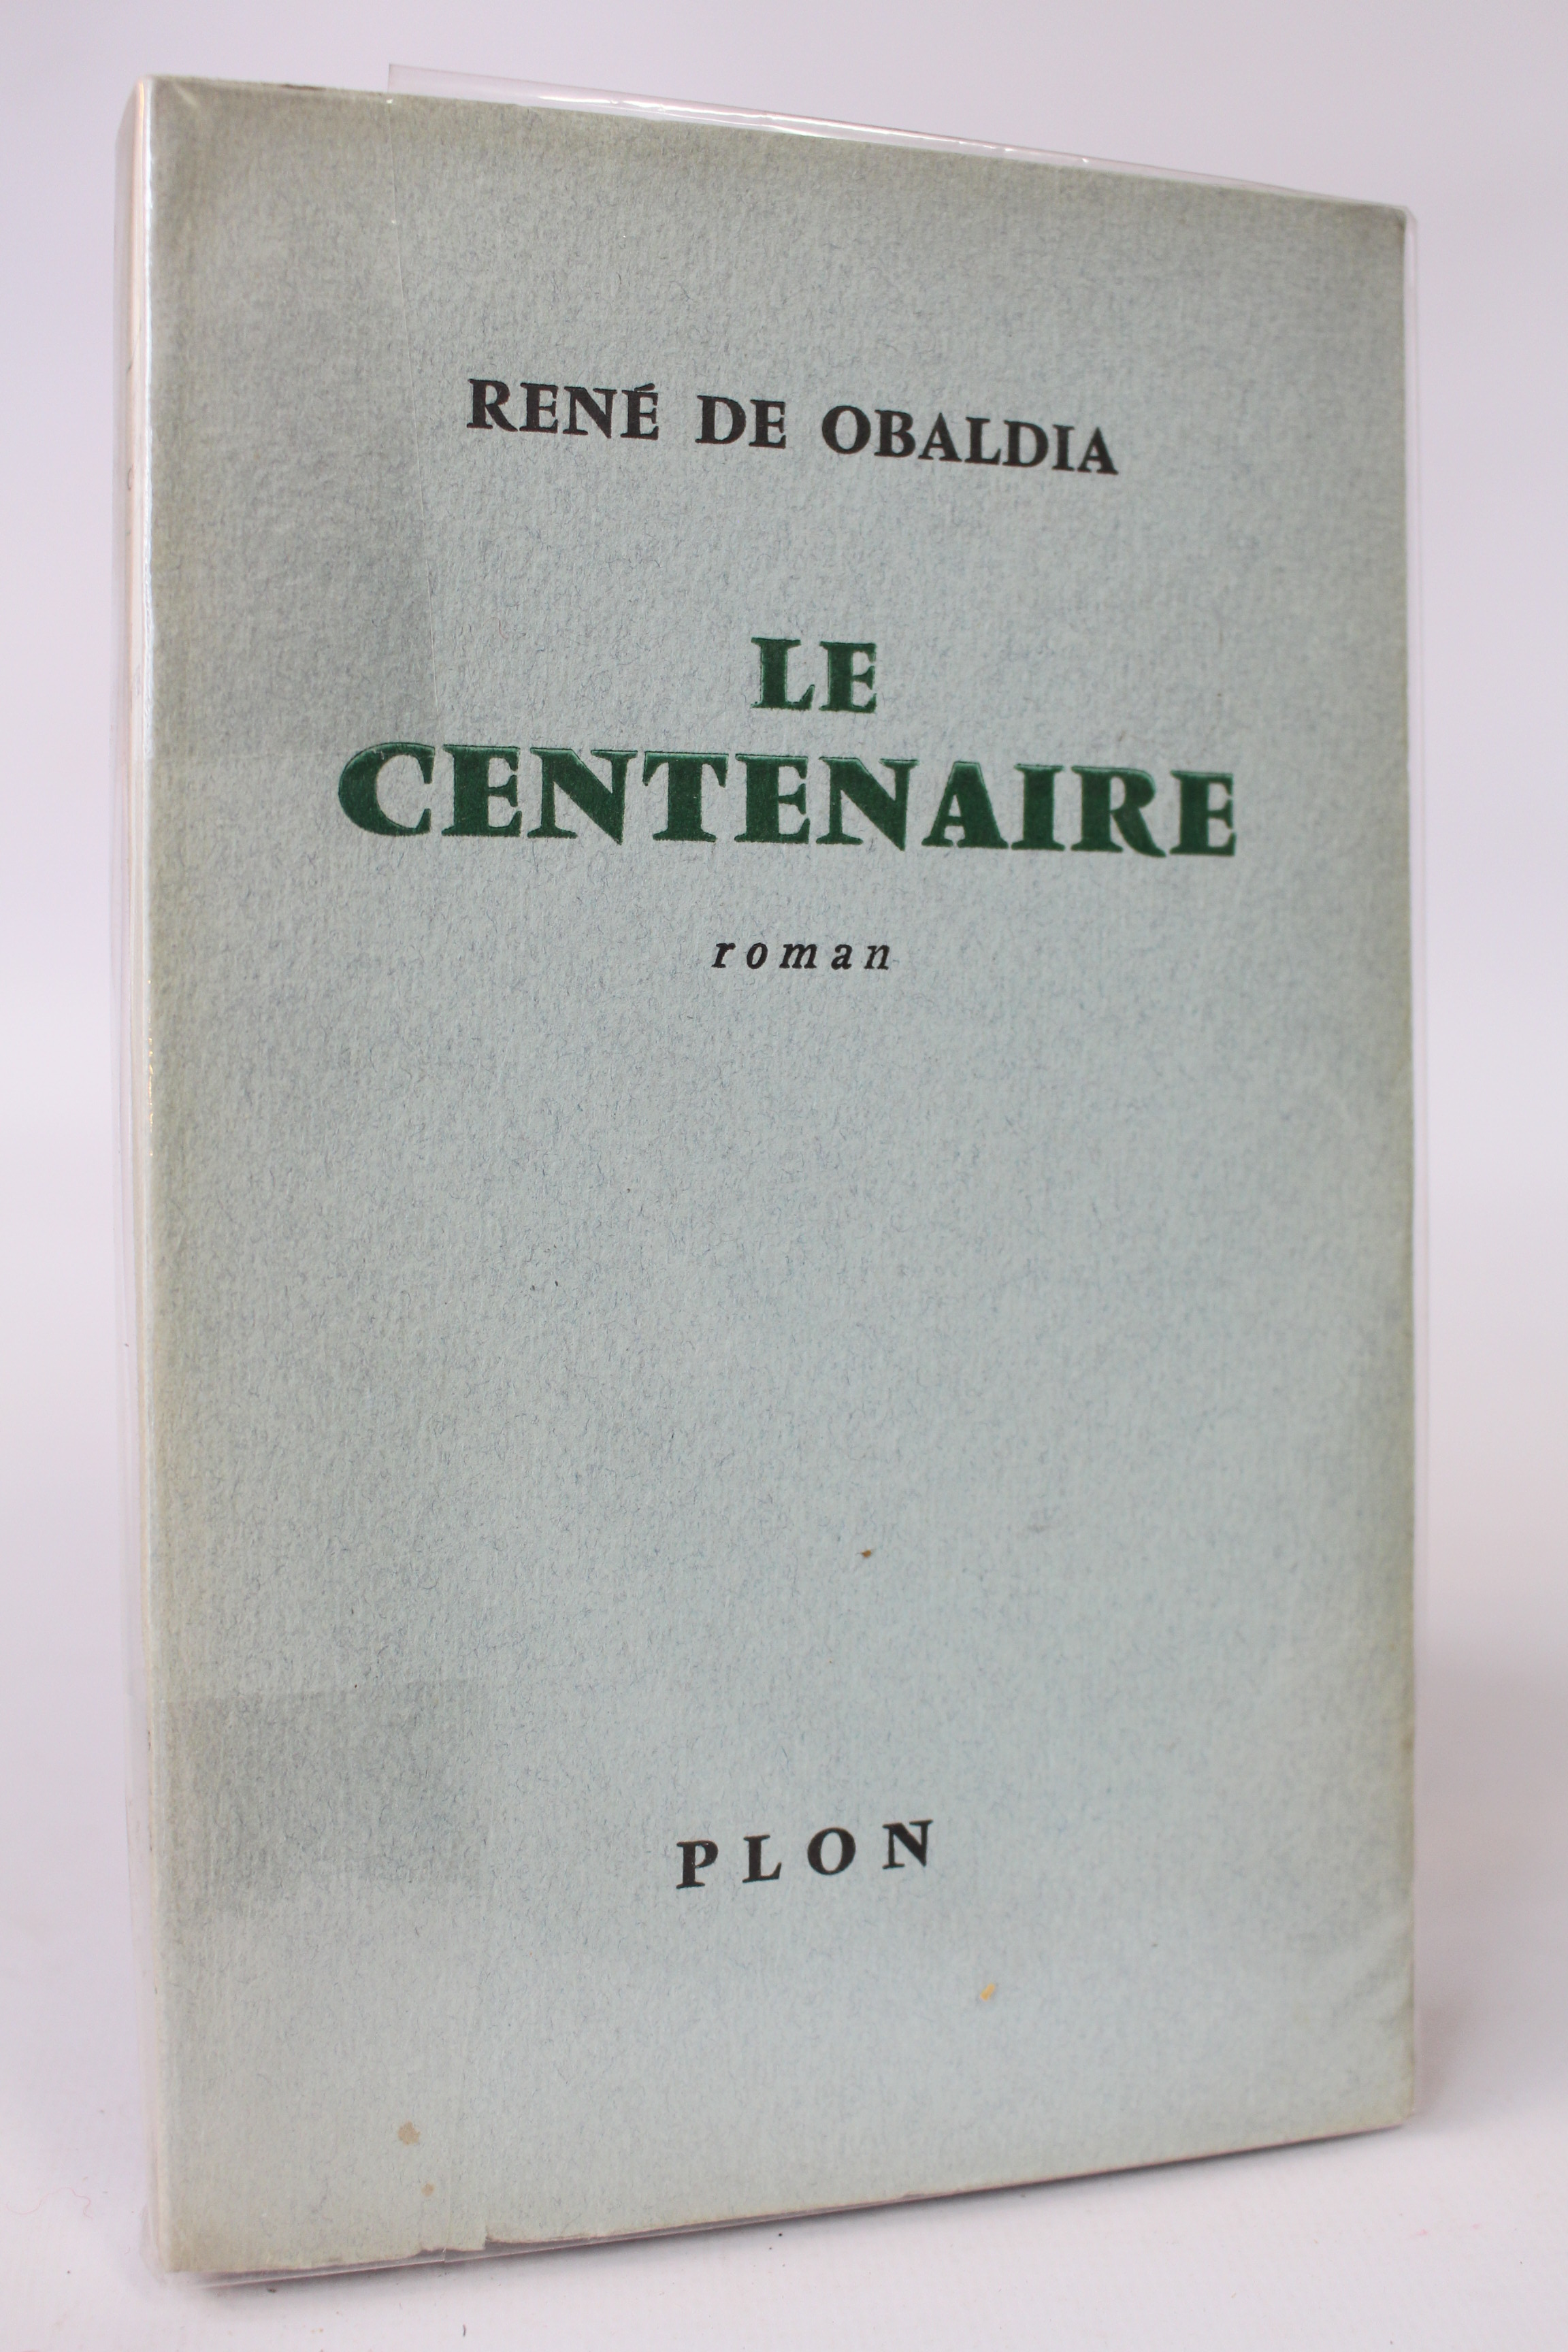 RENÉ DE OBALDIA
LE
CENTENAIRE
roman
PLON